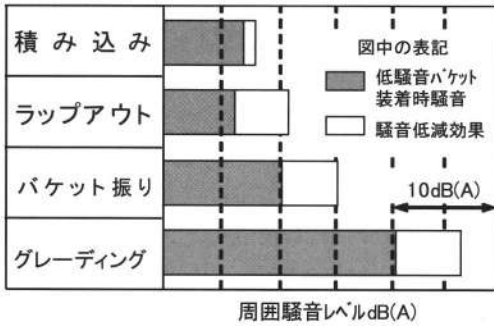 積み込み
ラップアウト
バケット振り
グレーディング
図中の表記
低騒音バケット
装着時騒音
騒音低減効果
10dB(A)
周囲騒音レベルdB(A)